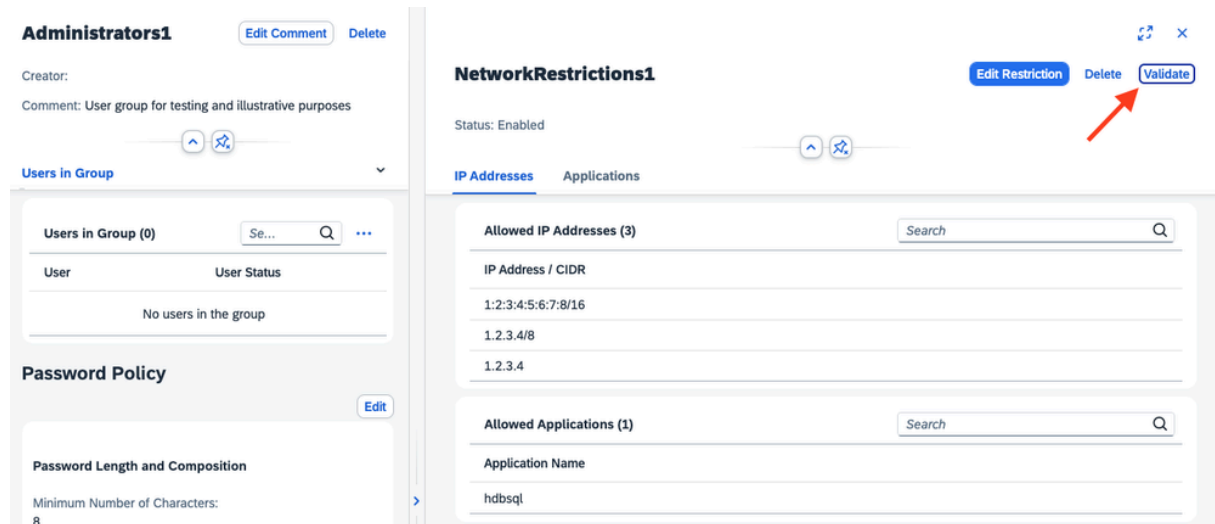 Administrators1
Edit Comment
Delete
Creator:
Comment: User group for testing and illustrative purposes
Users in Group
Users in Group (0)
Se...
User
User Status
No users in the group
Password Policy
Edit
Password Length and Composition
Minimum Number of Characters:
8
NetworkRestrictions1
Edit Restriction
Delete
Validate
Status: Enabled
IP Addresses
Applications
Allowed IP Addresses (3)
Search
IP Address / CIDR
1:2:3:4:5:6:7:8/16
1.2.3.4/8
1.2.3.4
Allowed Applications (1)
Search
Application Name
hdbsql